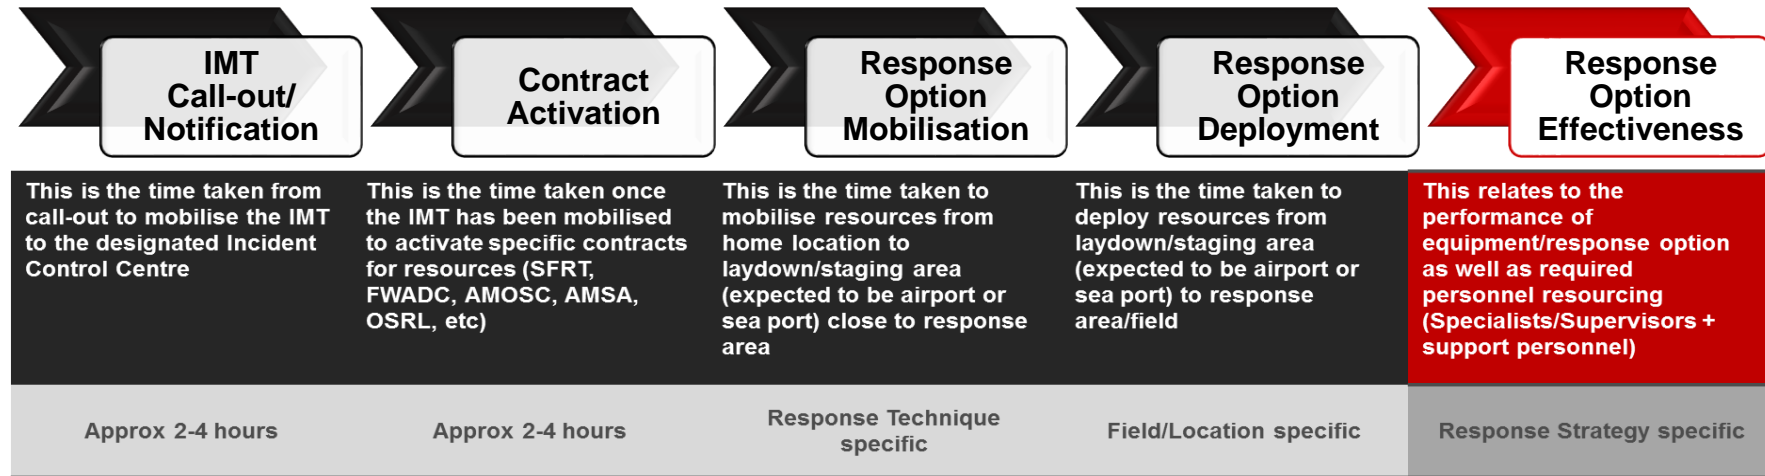 IMT
Call-out/
Notification
Contract
Activation
Response
Option
Mobilisation
Response
Option
Deployment
Response
Option
Effectiveness
This is the time taken from
call-out to mobilise the IMT
to the designated Incident
Control Centre
This is the time taken once
the IMT has been mobilised
to activate specific contracts
for resources (SFRT,
FWADC, AMOSC, AMSA,
OSRL, etc)
This is the time taken to
mobilise resources from
home location to
laydown/staging area
(expected to be airport or
sea port) close to response
area
This is the time taken to
deploy resources from
laydown/staging area
(expected to be airport or
sea port) to response
area/field
This relates to the
performance of
equipment/response option
as well as required
personnel resourcing
(Specialists/Supervisors +
support personnel)
Approx 2-4 hours
Approx 2-4 hours
Response Technique
specific
Field/Location specific
Response Strategy specific